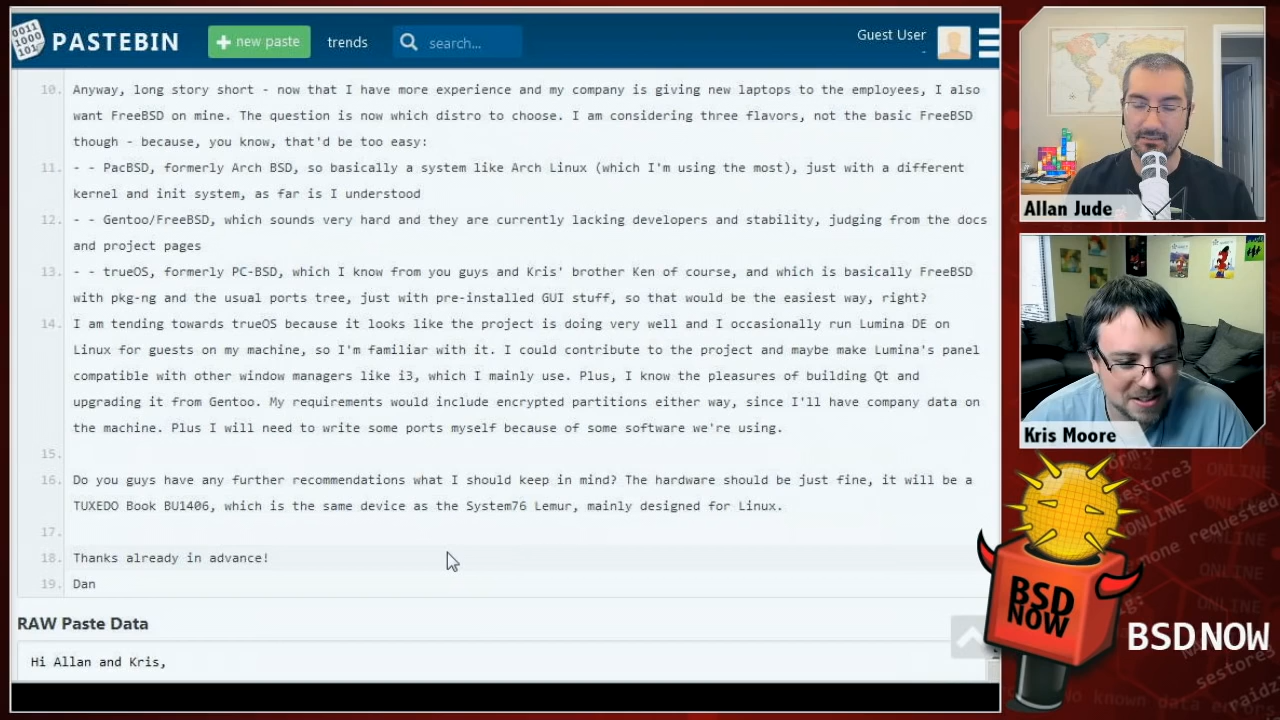 0011
1000
101
PASTEBIN
+ new paste
trends
search...
Guest User
-
10. Anyway, long story short - now that I have more experience and my company is giving new laptops to the employees, I also
want FreeBSD on mine. The question is now which distro to choose. I am considering three flavors, not the basic FreeBSD
though - because, you know, that'd be too easy:
11. - - PacBSD, formerly Arch BSD, so basically a system like Arch Linux (which I'm using the most), just with a different
kernel and init system, as far is I understood
12. - - Gentoo/FreeBSD, which sounds very hard and they are currently lacking developers and stability, judging from the docs
and project pages
13. - - trueOS, formerly PC-BSD, which I know from you guys and Kris' brother Ken of course, and which is basically FreeBSD
with pkg-ng and the usual ports tree, just with pre-installed GUI stuff, so that would be the easiest way, right?
14. I am tending towards trueOS because it looks like the project is doing very well and I occasionally run Lumina DE on
Linux for guests on my machine, so I'm familiar with it. I could contribute to the project and maybe make Lumina's panel
compatible with other window managers like i3, which I mainly use. Plus, I know the pleasures of building Qt and
upgrading it from Gentoo. My requirements would include encrypted partitions either way, since I'll have company data on
the machine. Plus I will need to write some ports myself because of some software we're using.
15.
16. Do you guys have any further recommendations what I should keep in mind? The hardware should be just fine, it will be a
TUXEDO Book BU1406, which is the same device as the System76 Lemur, mainly designed for Linux.
17.
18. Thanks already in advance!
19. Dan
RAW Paste Data
Hi Allan and Kris,
Allan Jude
Kris Moore
BSD
NOW
BSDNOW
estore3
ONLINE
none requested
ONLINE
ONLINE
sestore3
raidz
No known data errors